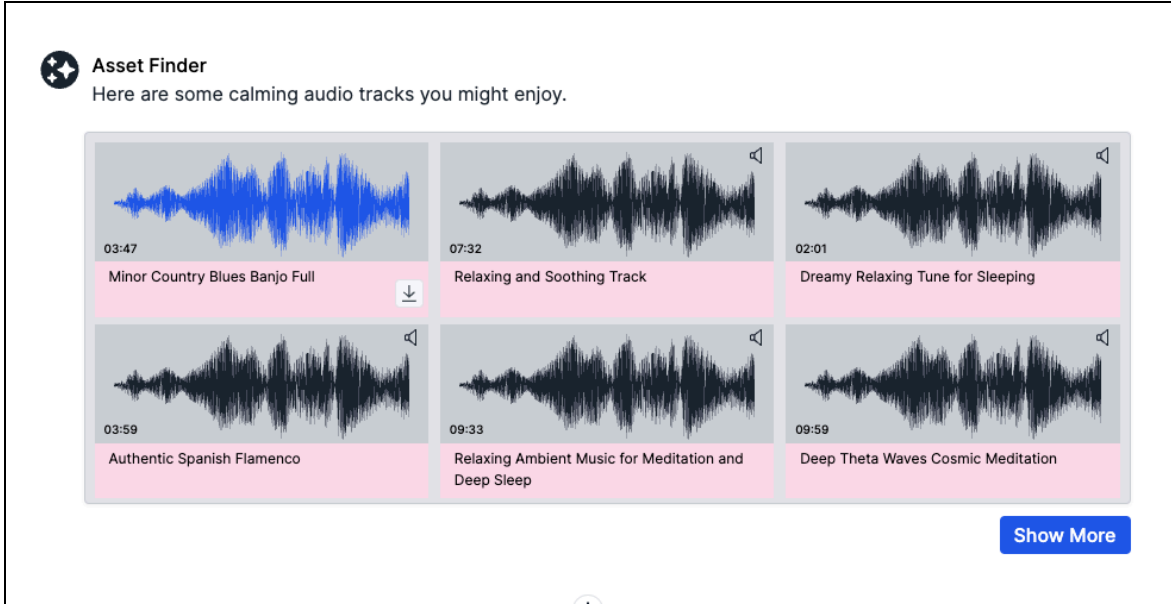 Asset Finder
Here are some calming audio tracks you might enjoy.
03:47
07:32
02:01
Minor Country Blues Banjo Full
Relaxing and Soothing Track
Dreamy Relaxing Tune for Sleeping
03:59
09:33
09:59
Authentic Spanish Flamenco
Relaxing Ambient Music for Meditation and
Deep Sleep
Deep Theta Waves Cosmic Meditation
Show More